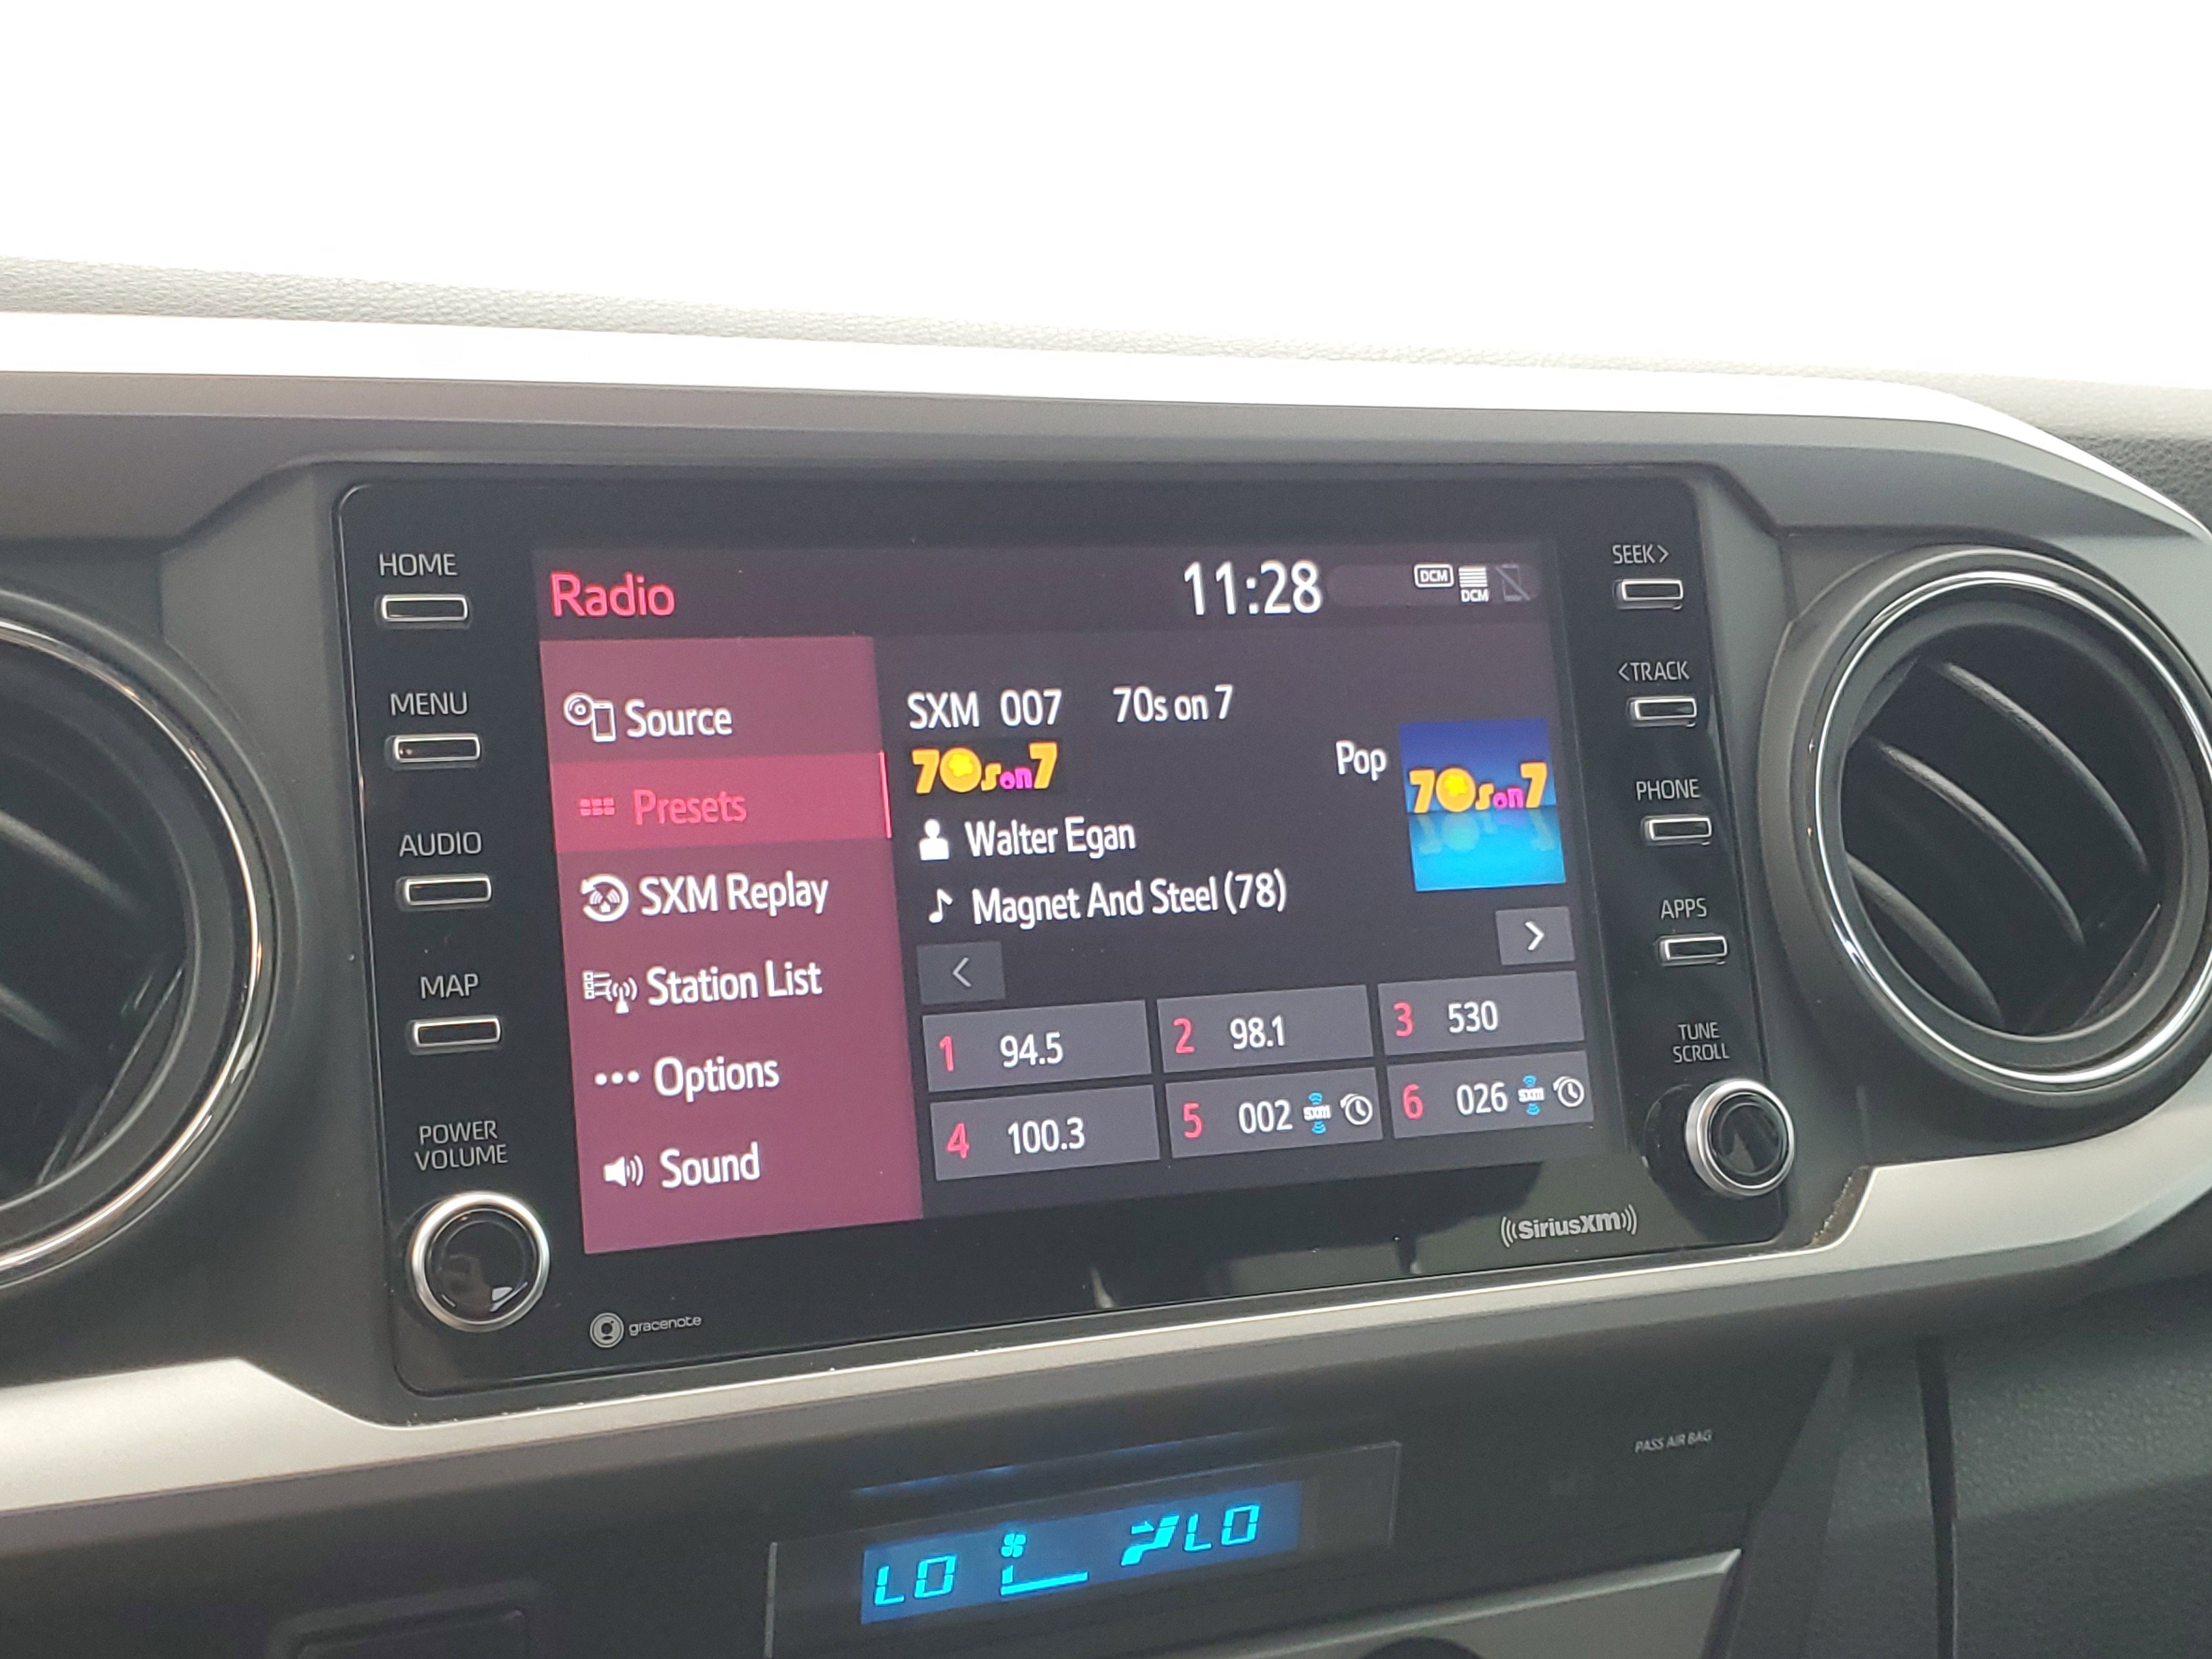 HOME
MENU
AUDIO
MAP
POWER
VOLUME
Radio
11:28
DCM
DCM
Source
Presets
SXM Replay
Station List
Options
Sound
SXM 007 70s on 7
70s on 7
Pop
70s on 7
Walter Egan
Magnet And Steel (78)
<
>
1 94.5
2 98.1
3 530
4 100.3
5 002 SXM
6 026 SXM
SEEK>
<TRACK
PHONE
APPS
TUNE
SCROLL
gracenote
((SiriusXM))
PASS AIR BAG
LO
LO